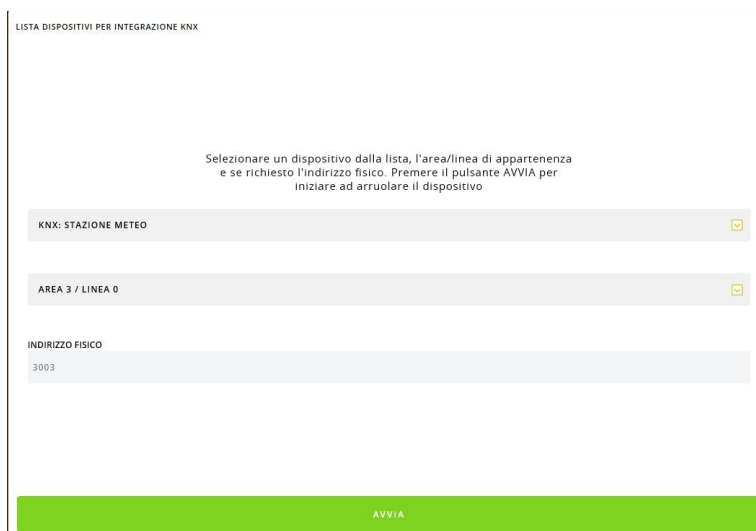 LISTA DISPOSITIVI PER INTEGRAZIONE KNX
Selezionare un dispositivo dalla lista, l'area/linea di appartenenza
e se richiesto l'indirizzo fisico. Premere il pulsante AVVIA per
iniziare ad arruolare il dispositivo
KNX: STAZIONE METEO
AREA 3 / LINEA 0
INDIRIZZO FISICO
3003
AVVIA